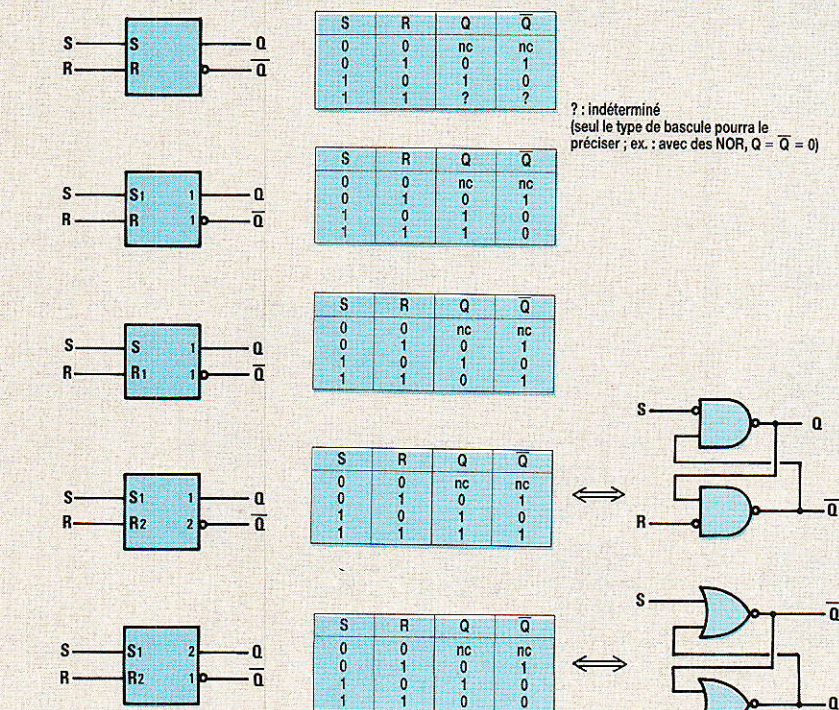 S S Q
R R Q̅
S R Q Q̅
0 0 nc nc
0 1 0 1
1 0 1 0
1 1 ? ?
? : indéterminé
(seul le type de bascule pourra le
préciser ; ex. : avec des NOR, Q = Q̅ = 0)
S S1 1 Q
R R 1 Q̅
S R Q Q̅
0 0 nc nc
0 1 0 1
1 0 1 0
1 1 1 0
S S 1 Q
R R1 1 Q̅
S R Q Q̅
0 0 nc nc
0 1 0 1
1 0 1 0
1 1 0 1
S S1 1 Q
R R2 2 Q̅
S R Q Q̅
0 0 nc nc
0 1 0 1
1 0 1 0
1 1 1 1
S Q
R Q̅
S S1 2 Q
R R2 1 Q̅
S R Q Q̅
0 0 nc nc
0 1 0 1
1 0 1 0
1 1 0 0
S Q̅
Q